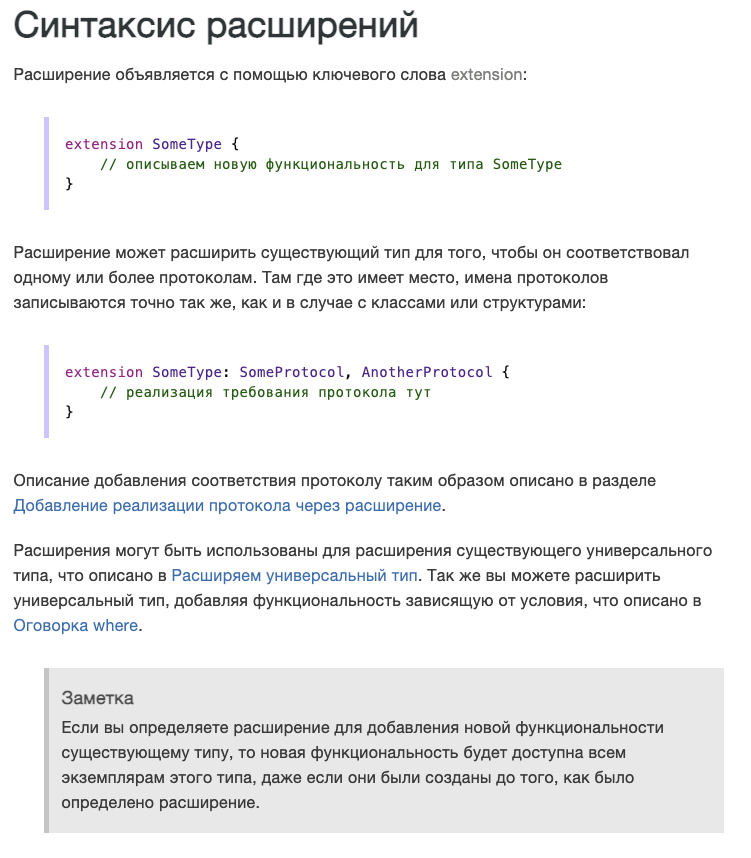 Синтаксис расширений
Расширение объявляется с помощью ключевого слова extension:
extension SomeType {
    // описываем новую функциональность для типа SomeType
}
Расширение может расширить существующий тип для того, чтобы он соответствовал
одному или более протоколам. Там где это имеет место, имена протоколов
записываются точно так же, как и в случае с классами или структурами:
extension SomeType: SomeProtocol, AnotherProtocol {
    // реализация требования протокола тут
}
Описание добавления соответствия протоколу таким образом описано в разделе
Добавление реализации протокола через расширение.
Расширения могут быть использованы для расширения существующего универсального
типа, что описано в Расширяем универсальный тип. Так же вы можете расширить
универсальный тип, добавляя функциональность зависящую от условия, что описано в
Оговорка where.
Заметка
Если вы определяете расширение для добавления новой функциональности
существующему типу, то новая функциональность будет доступна всем
экземплярам этого типа, даже если они были созданы до того, как было
определено расширение.